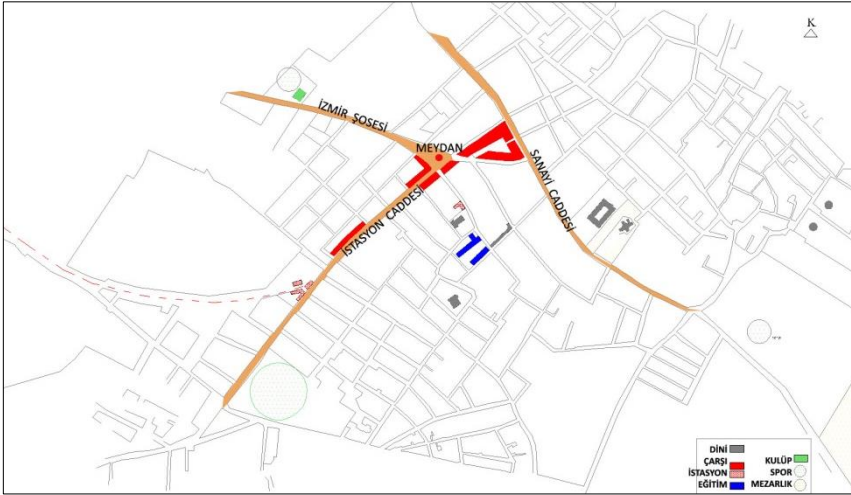 K
İZMİR ŞOSESİ
MEYDAN
SANAYİ CADDESİ
İSTASYON CADDESİ
DİNİ
ÇARŞI
İSTASYON
EĞİTİM
KULÜP
SPOR
MEZARLIK